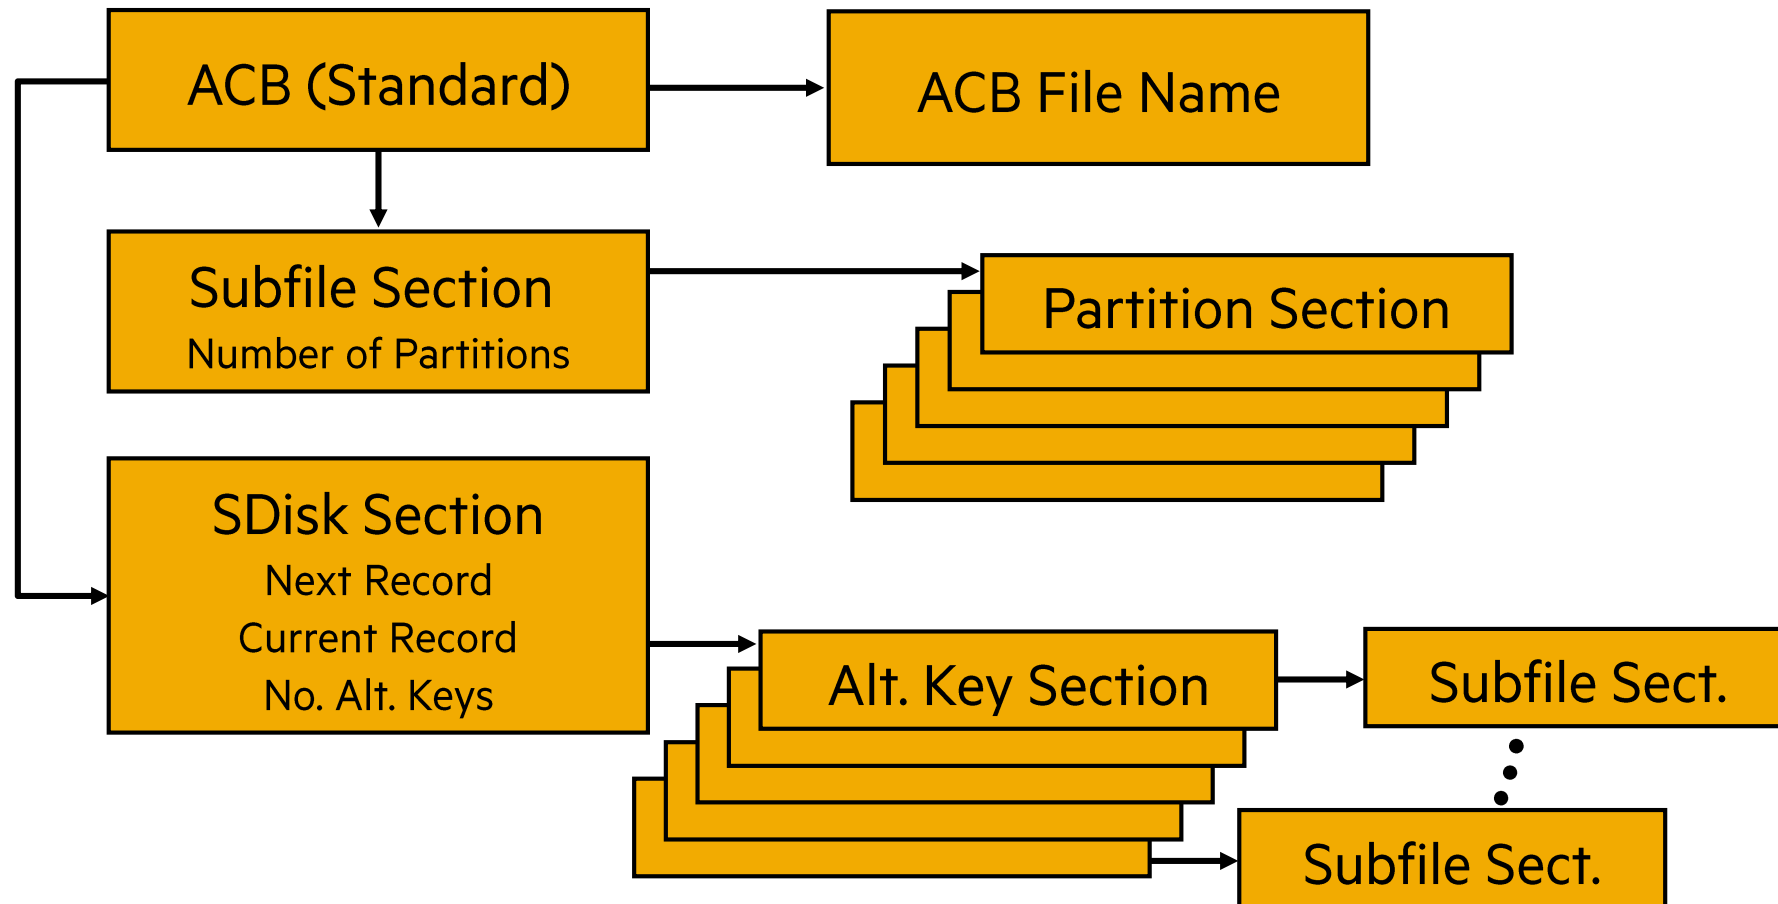 ACB (Standard)
ACB File Name
Subfile Section
Number of Partitions
Partition Section
SDisk Section
Next Record
Current Record
No. Alt. Keys
Alt. Key Section
Subfile Sect.
Subfile Sect.